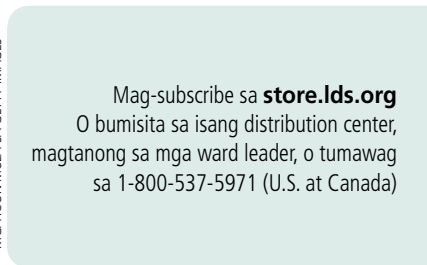 Mag-subscribe sa store.lds.org
O bumisita sa isang distribution center,
magtanong sa mga ward leader, o tumawag
sa 1-800-537-5971 (U.S. at Canada)